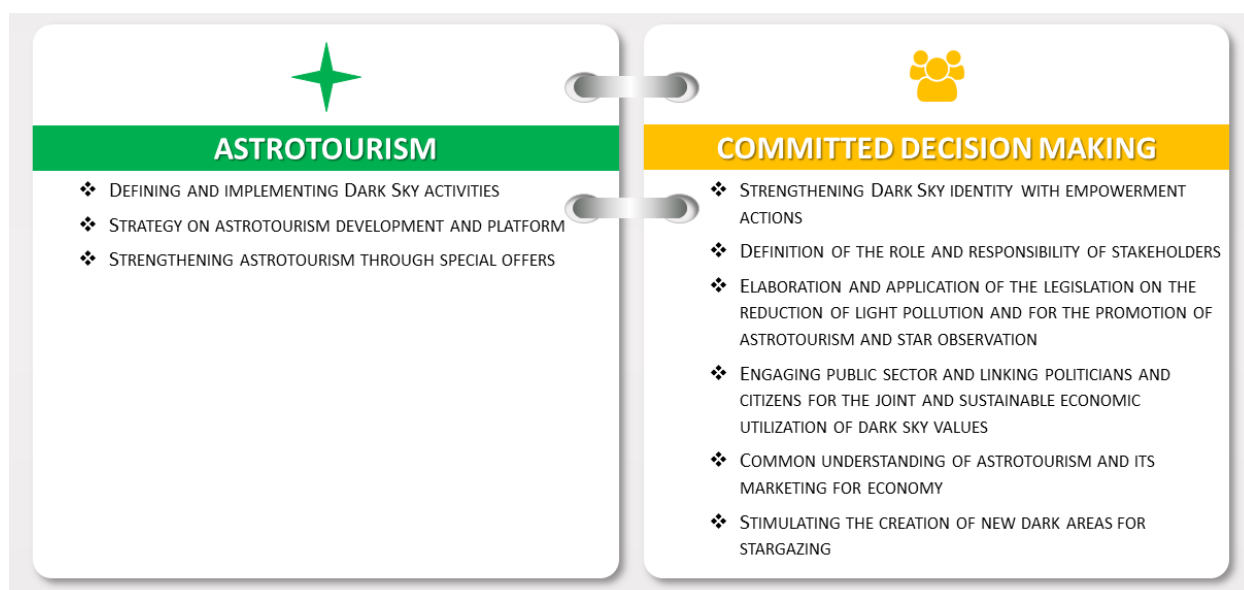 ASTROTOURISM
❖ DEFINING AND IMPLEMENTING DARK SKY ACTIVITIES
❖ STRATEGY ON ASTROTOURISM DEVELOPMENT AND PLATFORM
❖ STRENGTHENING ASTROTOURISM THROUGH SPECIAL OFFERS
COMMITTED DECISION MAKING
❖ STRENGTHENING DARK SKY IDENTITY WITH EMPOWERMENT
ACTIONS
❖ DEFINITION OF THE ROLE AND RESPONSIBILITY OF STAKEHOLDERS
❖ ELABORATION AND APPLICATION OF THE LEGISLATION ON THE
REDUCTION OF LIGHT POLLUTION AND FOR THE PROMOTION OF
ASTROTOURISM AND STAR OBSERVATION
❖ ENGAGING PUBLIC SECTOR AND LINKING POLITICIANS AND
CITIZENS FOR THE JOINT AND SUSTAINABLE ECONOMIC
UTILIZATION OF DARK SKY VALUES
❖ COMMON UNDERSTANDING OF ASTROTOURISM AND ITS
MARKETING FOR ECONOMY
❖ STIMULATING THE CREATION OF NEW DARK AREAS FOR
STARGAZING